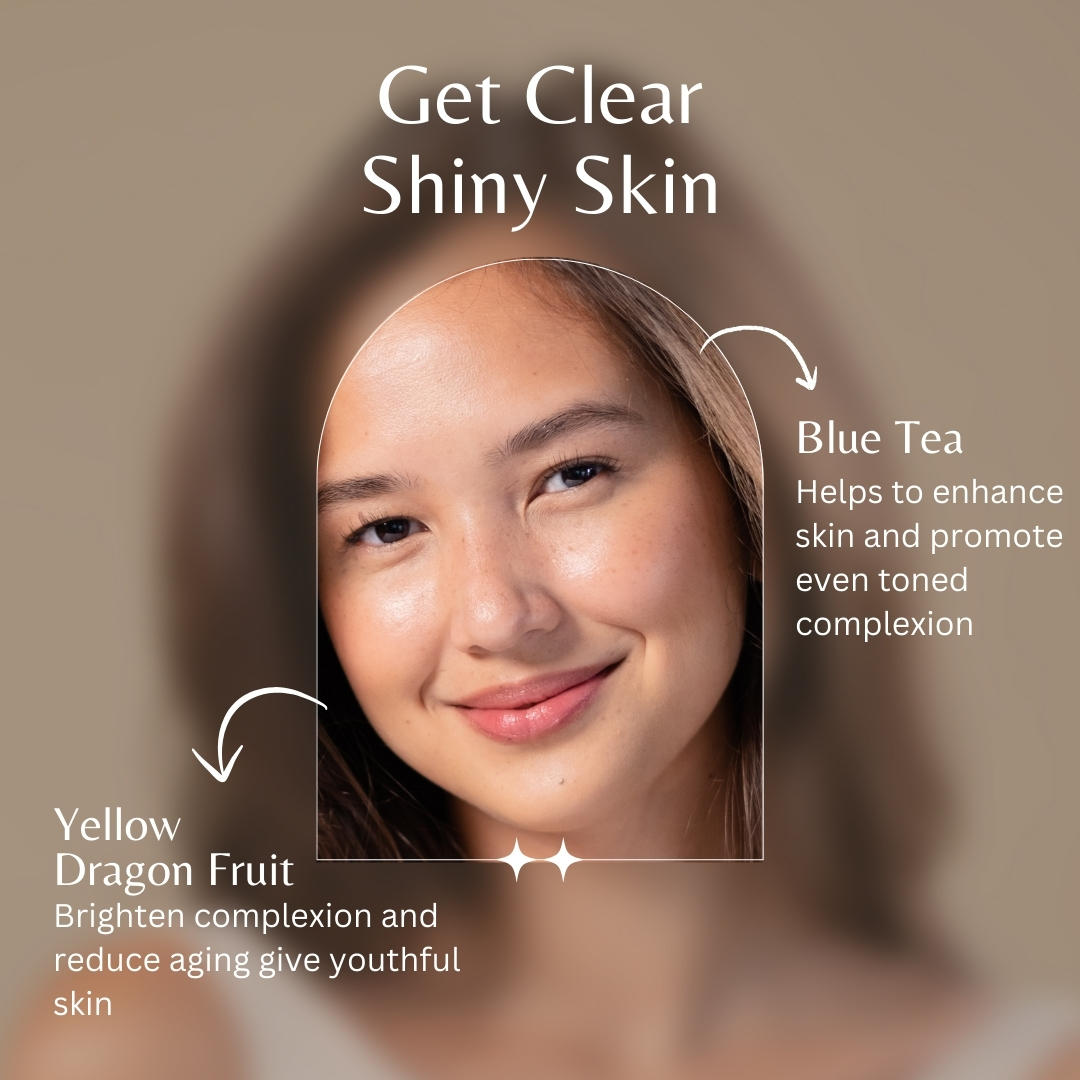 Get Clear
Shiny Skin
Blue Tea
Helps to enhance
skin and promote
even toned
complexion
Yellow
Dragon Fruit
Brighten complexion and
reduce aging give youthful
skin